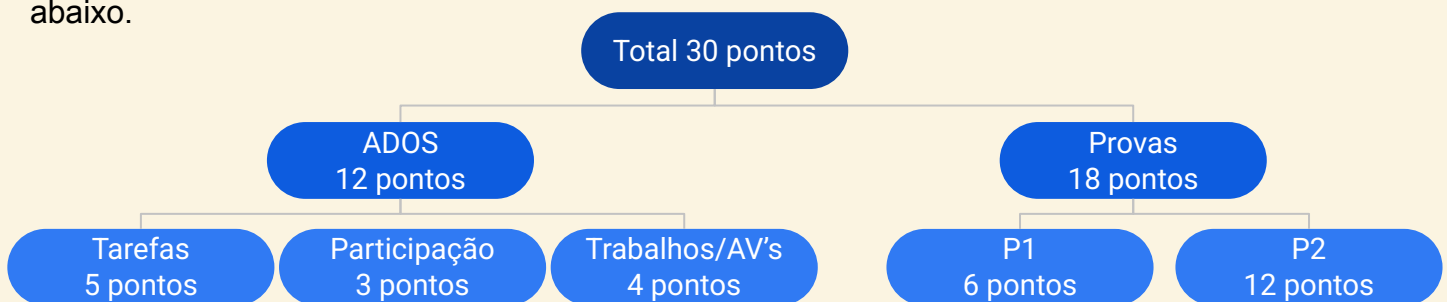 abaixo.
Total 30 pontos
ADOS
12 pontos
Provas
18 pontos
Tarefas
5 pontos
Participação
3 pontos
Trabalhos/AV’s
4 pontos
P1
6 pontos
P2
12 pontos